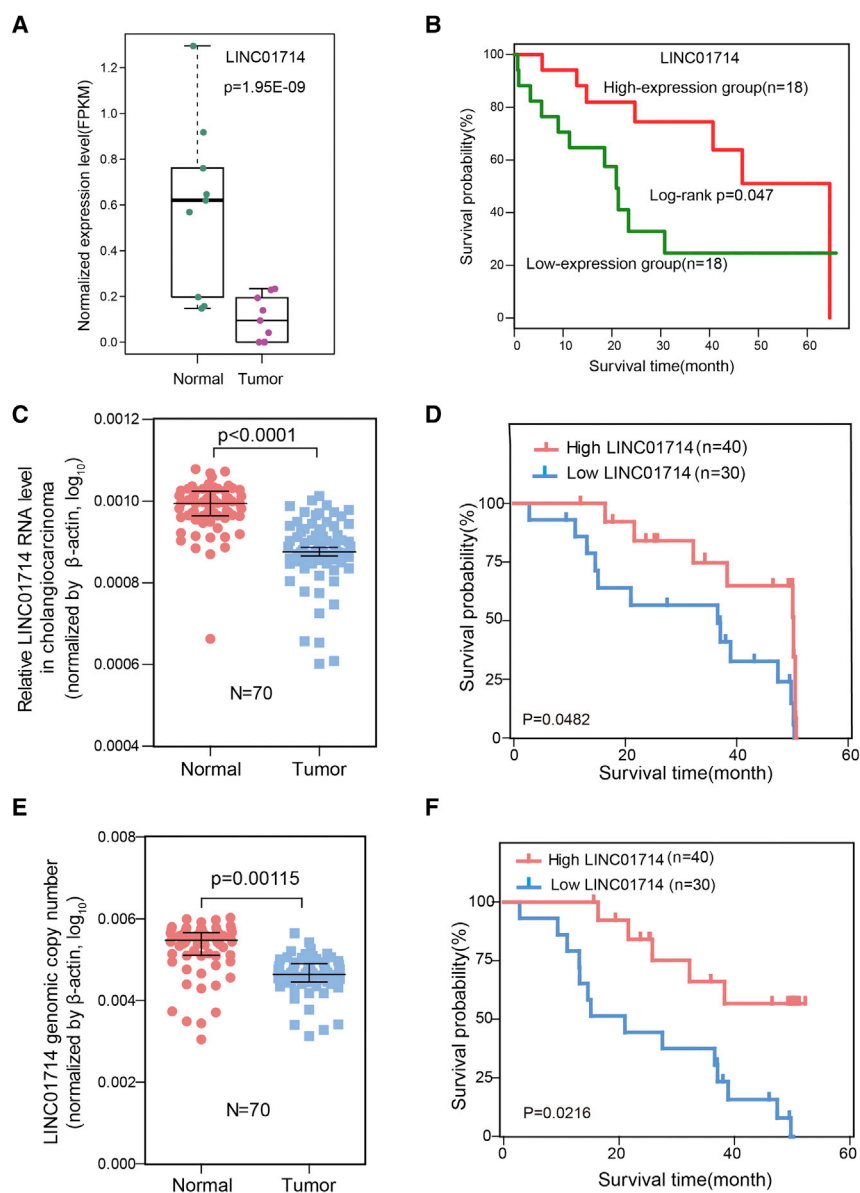 A
LINC01714
p=1.95E-09
Normalized expression level(FPKM)
1.2
1.0
0.8
0.6
0.4
0.2
0.0
Normal Tumor
B
LINC01714
High-expression group(n=18)
Log-rank p=0.047
Low-expression group(n=18)
Survival probability(%)
100
80
60
40
20
0
0 10 20 30 40 50 60
Survival time(month)
C
p<0.0001
Relative LINC01714 RNA level
in cholangiocarcinoma
(normalized by β-actin, log10)
0.0012
0.0010
0.0008
0.0006
0.0004
N=70
Normal Tumor
D
High LINC01714 (n=40)
Low LINC01714 (n=30)
Survival probability(%)
100
75
50
25
0
P=0.0482
0 20 40 60
Survival time(month)
E
p=0.00115
LINC01714 genomic copy number
(normalized by β-actin, log10)
0.008
0.006
0.004
0.002
0.000
N=70
Normal Tumor
F
High LINC01714 (n=40)
Low LINC01714 (n=30)
Survival probability(%)
100
75
50
25
0
P=0.0216
0 20 40 60
Survival time(month)